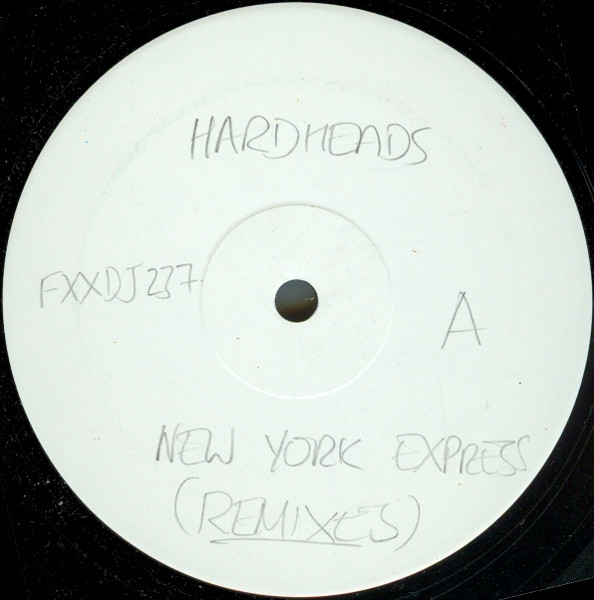 HARDHEADS
FXXDJ237
A
NEW YORK EXPRESS
(REMIXES)